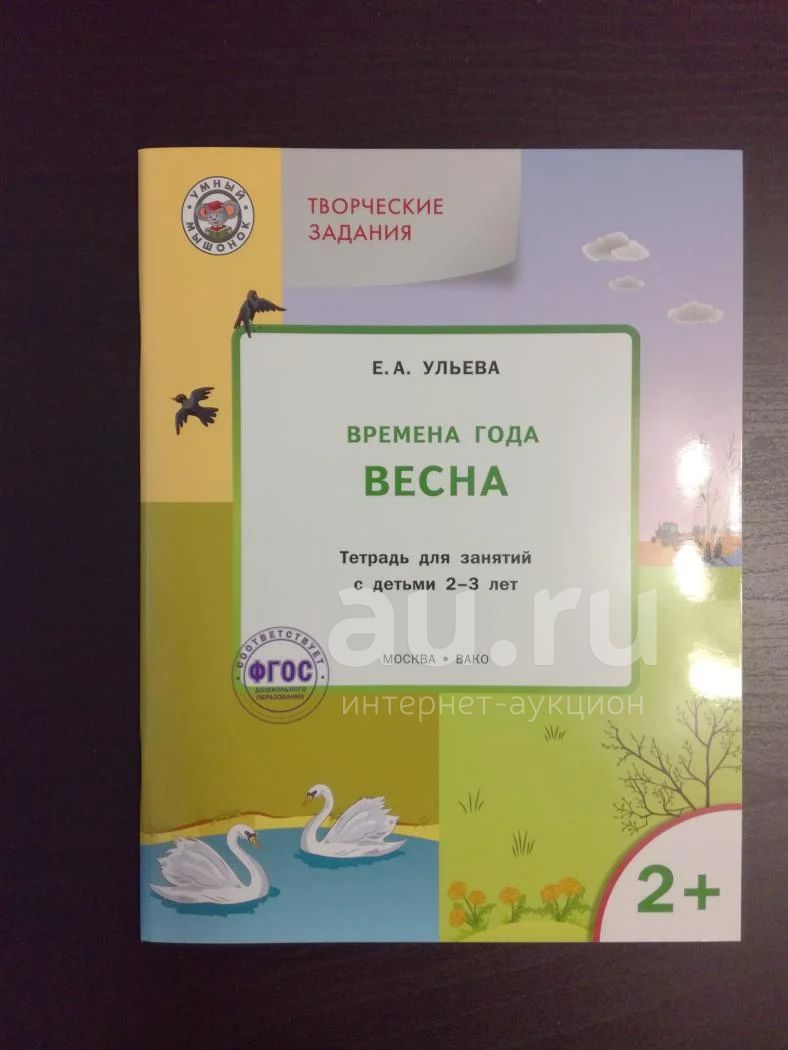 УМНЫЙ
МЫШОНОК
ТВОРЧЕСКИЕ
ЗАДАНИЯ
Е. А. УЛЬЕВА
ВРЕМЕНА ГОДА
ВЕСНА
Тетрадь для занятий
с детьми 2–3 лет
au.ru
МОСКВА • ВАКО
интернет-аукцион
СООТВЕТСТВУЕТ
ФГОС
ДОШКОЛЬНОГО
ОБРАЗОВАНИЯ
2+